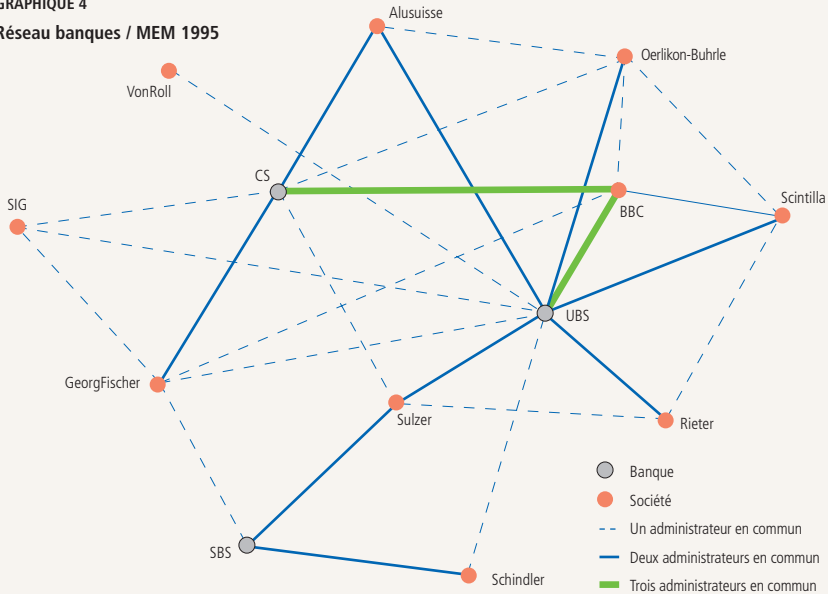 GRAPHIQUE 4
Réseau banques / MEM 1995
Alusuisse
Oerlikon-Buhrle
VonRoll
CS
SIG
BBC
Scintilla
UBS
GeorgFischer
Sulzer
Rieter
SBS
Schindler
Banque
Société
Un administrateur en commun
Deux administrateurs en commun
Trois administrateurs en commun